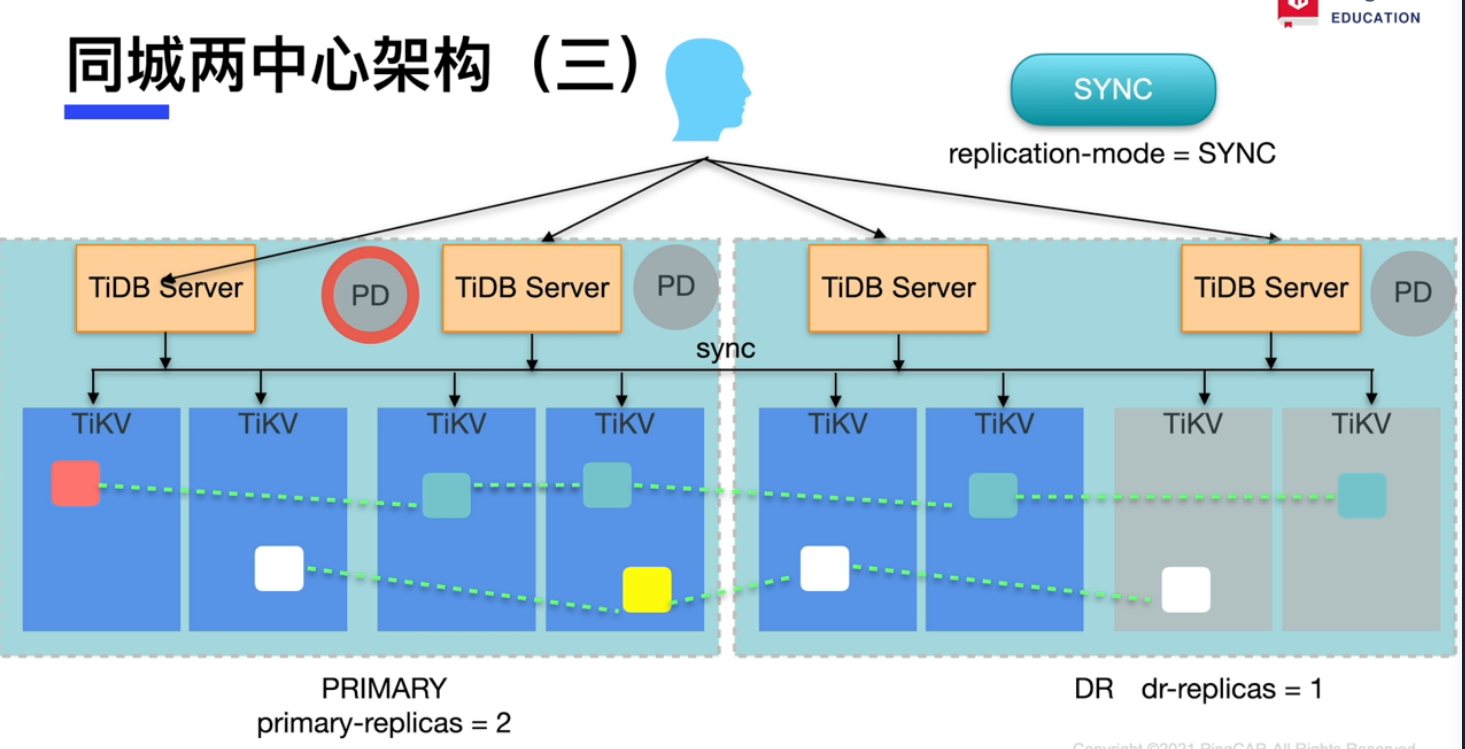 EDUCATION
同城两中心架构（三）
SYNC
replication-mode = SYNC
TiDB Server
PD
TiDB Server
PD
TiDB Server
TiDB Server
PD
sync
TiKV
TiKV
TiKV
TiKV
TiKV
TiKV
TiKV
TiKV
PRIMARY
primary-replicas = 2
DR dr-replicas = 1
Copyright ©2021 PingCAP. All Rights Reserved